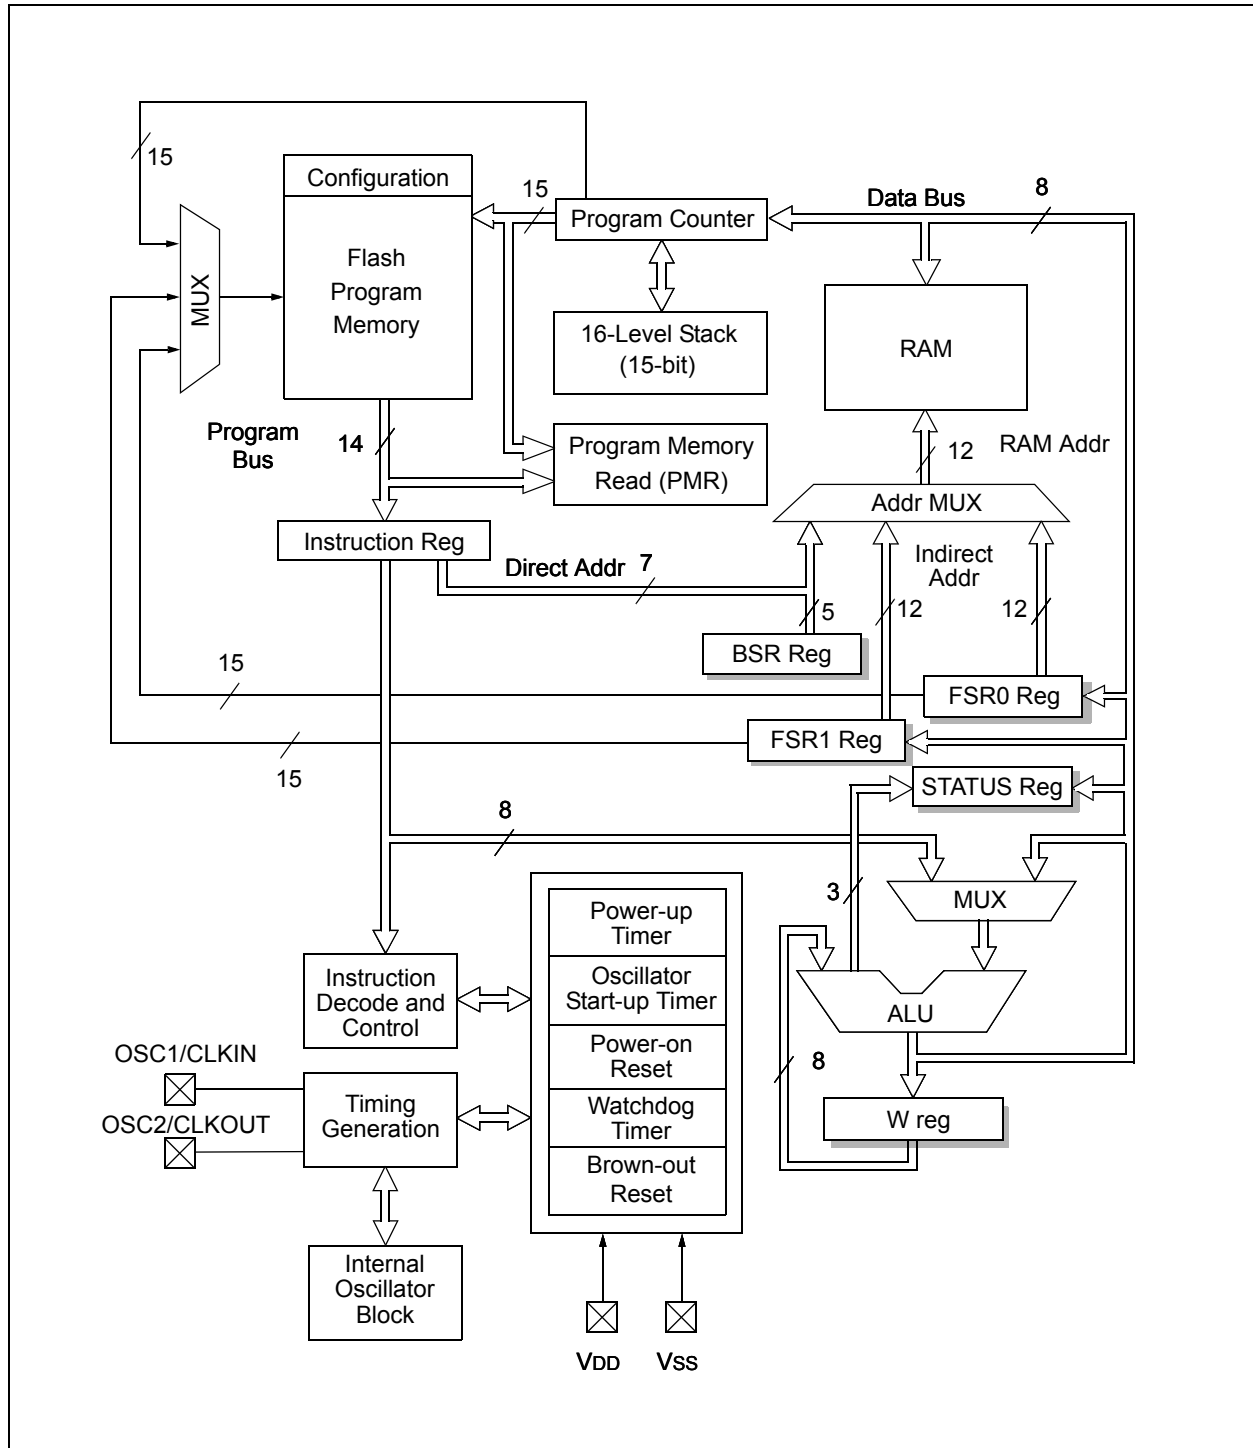 15
Configuration
15
Data Bus
8
Program Counter
Flash
Program
Memory
MUX
16-Level Stack
(15-bit)
RAM
Program
Bus
14
Program Memory
Read (PMR)
12
RAM Addr
Addr MUX
Instruction Reg
Direct Addr
7
Indirect
Addr
5
12
12
BSR Reg
15
FSR0 Reg
FSR1 Reg
15
STATUS Reg
8
3
MUX
Power-up
Timer
Instruction
Decode and
Control
Oscillator
Start-up Timer
ALU
OSC1/CLKIN
Power-on
Reset
8
OSC2/CLKOUT
Timing
Generation
Watchdog
Timer
W reg
Brown-out
Reset
Internal
Oscillator
Block
VDD
VSS